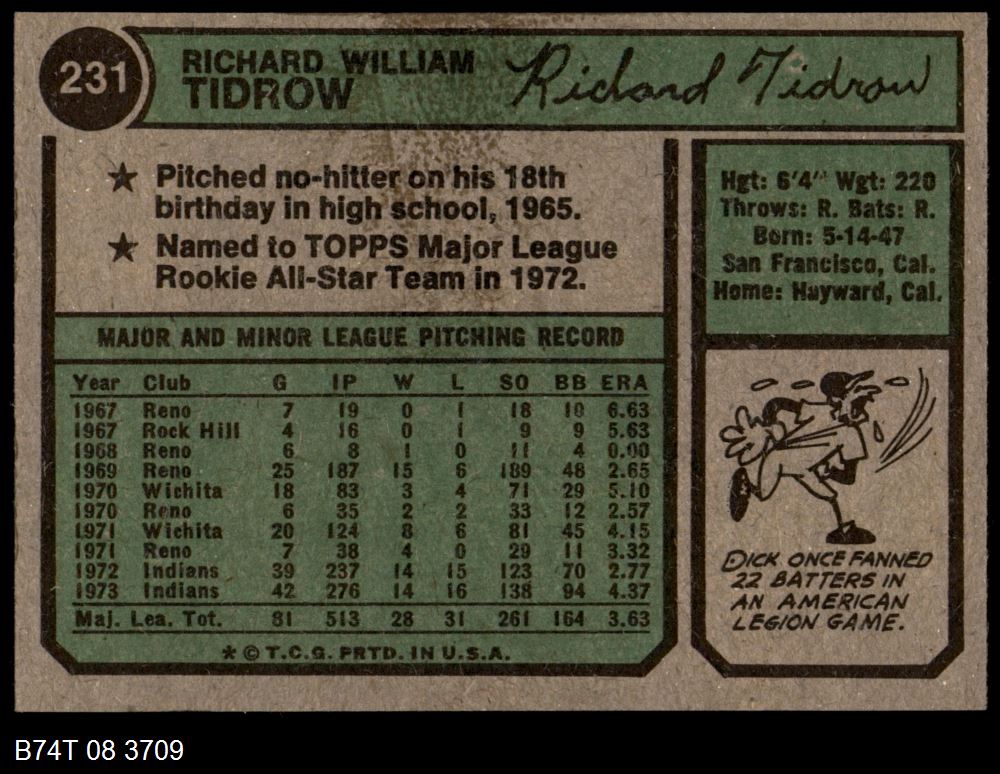 231
RICHARD WILLIAM
TIDROW
Richard Tidrow
★ Pitched no-hitter on his 18th
birthday in high school, 1965.
★ Named to TOPPS Major League
Rookie All-Star Team in 1972.
Hgt: 6'4" Wgt: 220
Throws: R. Bats: R.
Born: 5-14-47
San Francisco, Cal.
Home: Hayward, Cal.
MAJOR AND MINOR LEAGUE PITCHING RECORD
Year Club G IP W L SO BB ERA
1967 Reno 7 19 0 1 18 10 6.63
1967 Rock Hill 4 16 0 1 9 9 5.63
1968 Reno 6 8 1 0 11 4 0.00
1969 Reno 25 187 15 6 189 48 2.65
1970 Wichita 18 83 3 4 71 29 5.10
1970 Reno 6 35 2 2 33 12 2.57
1971 Wichita 20 124 8 6 81 45 4.15
1971 Reno 7 38 4 0 29 11 3.32
1972 Indians 39 237 14 15 123 70 2.77
1973 Indians 42 276 14 16 138 94 4.37
Maj. Lea. Tot. 81 513 28 31 261 164 3.63
* © T.C.G. PRTD. IN U.S.A.
DICK ONCE FANNED
22 BATTERS IN
AN AMERICAN
LEGION GAME.
B74T 08 3709